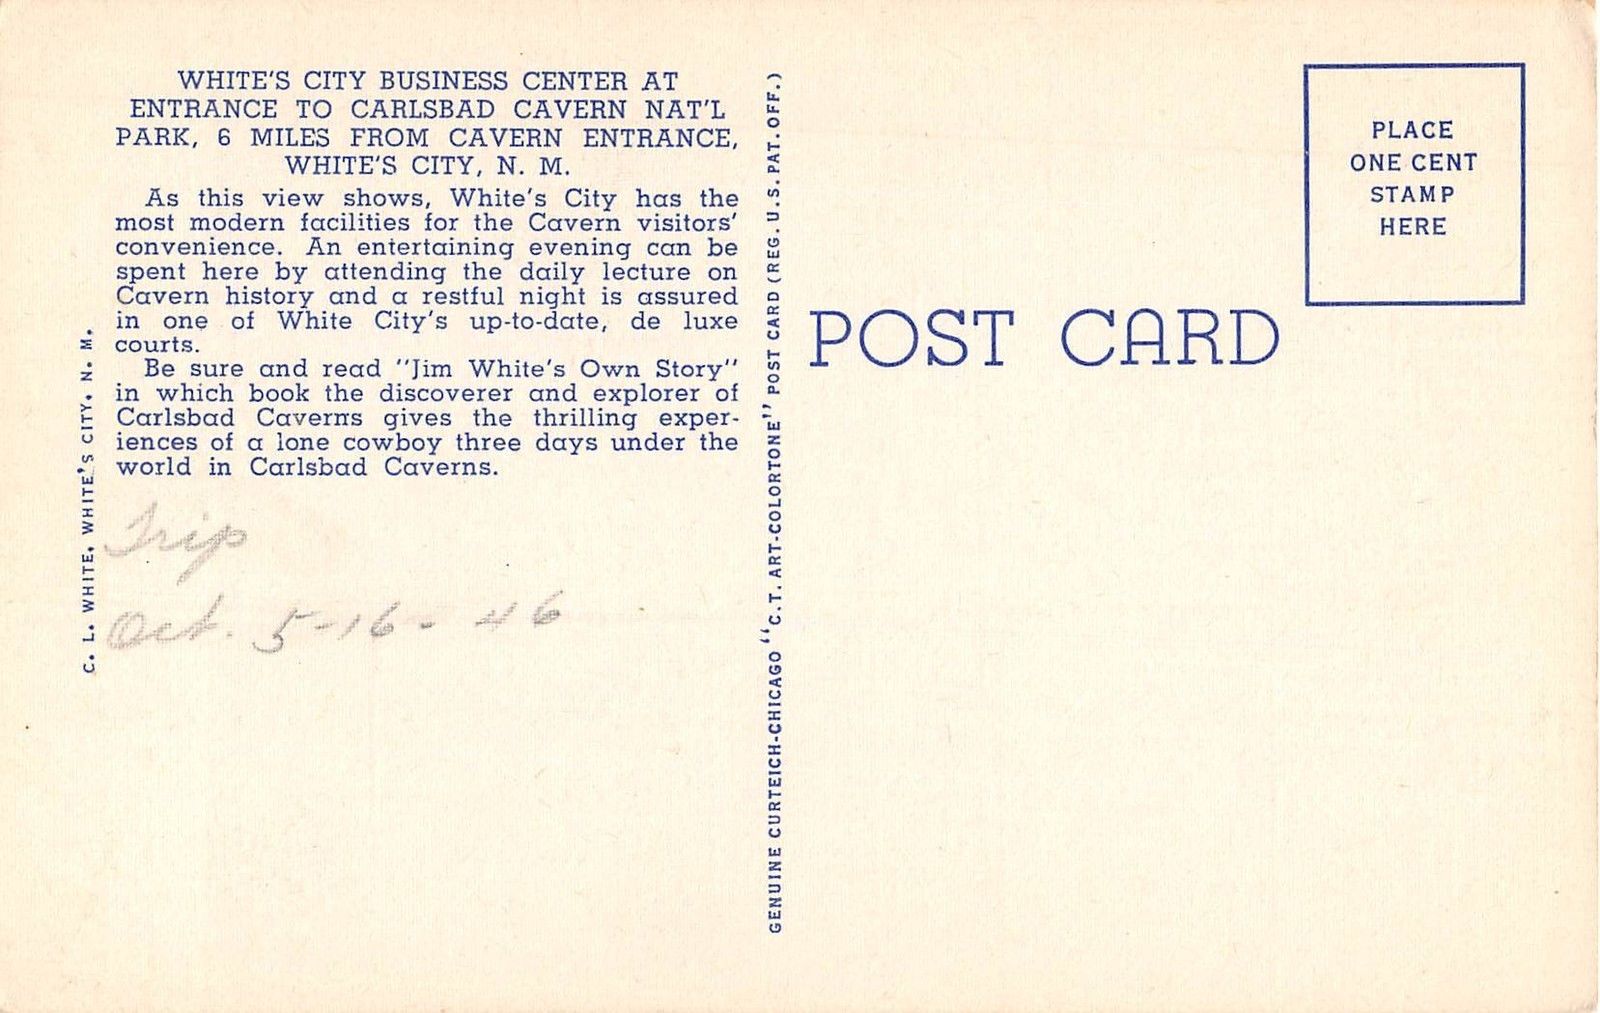 WHITE'S CITY BUSINESS CENTER AT
ENTRANCE TO CARLSBAD CAVERN NAT'L
PARK, 6 MILES FROM CAVERN ENTRANCE,
WHITE'S CITY, N. M.
As this view shows, White's City has the
most modern facilities for the Cavern visitors'
convenience. An entertaining evening can be
spent here by attending the daily lecture on
Cavern history and a restful night is assured
in one of White City's up-to-date, de luxe
courts.
Be sure and read "Jim White's Own Story"
in which book the discoverer and explorer of
Carlsbad Caverns gives the thrilling exper-
iences of a lone cowboy three days under the
world in Carlsbad Caverns.
Trip
Oct. 5-16-46
C. L. WHITE, WHITE'S CITY, N. M.
GENUINE CURTEICH-CHICAGO "C.T. ART-COLORTONE" POST CARD (REG. U.S. PAT. OFF.)
POST CARD
PLACE
ONE CENT
STAMP
HERE